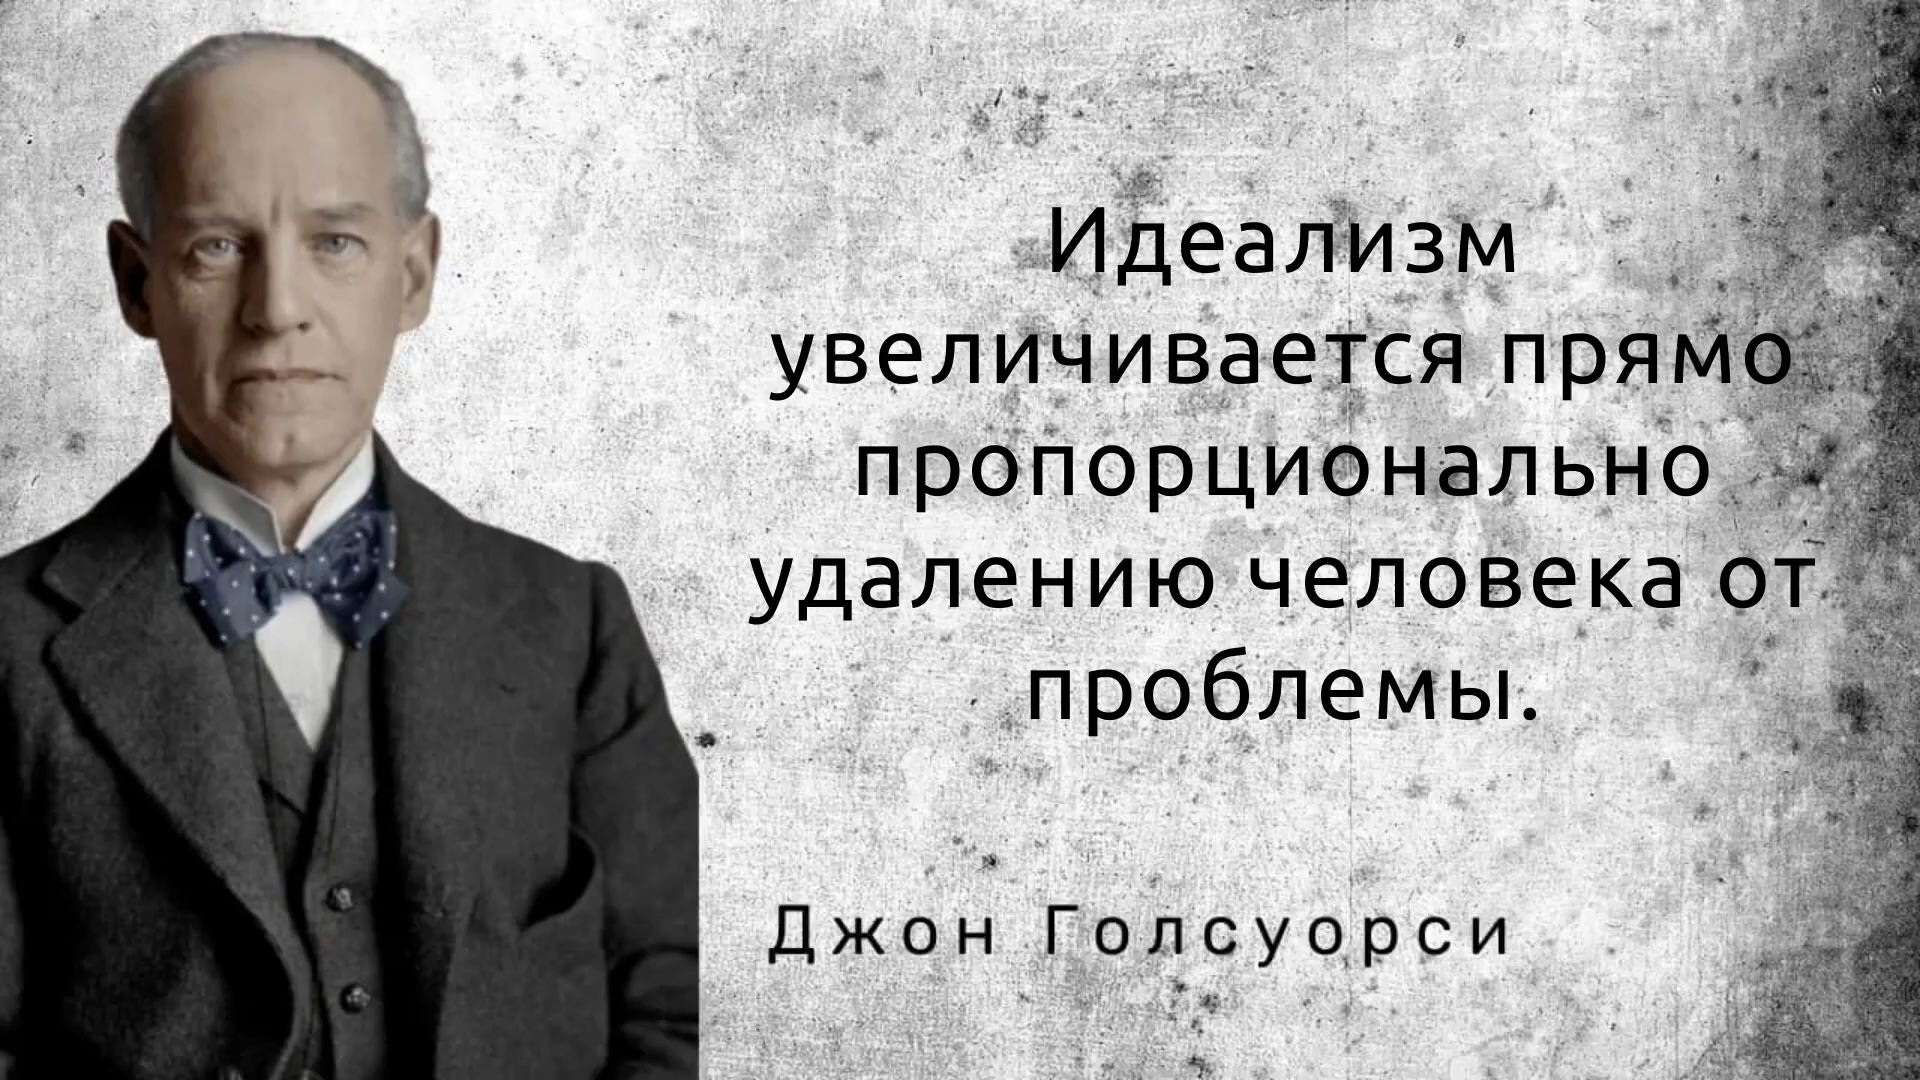 Идеализм
увеличивается прямо
пропорционально
удалению человека от
проблемы.
Джон Голсуорси